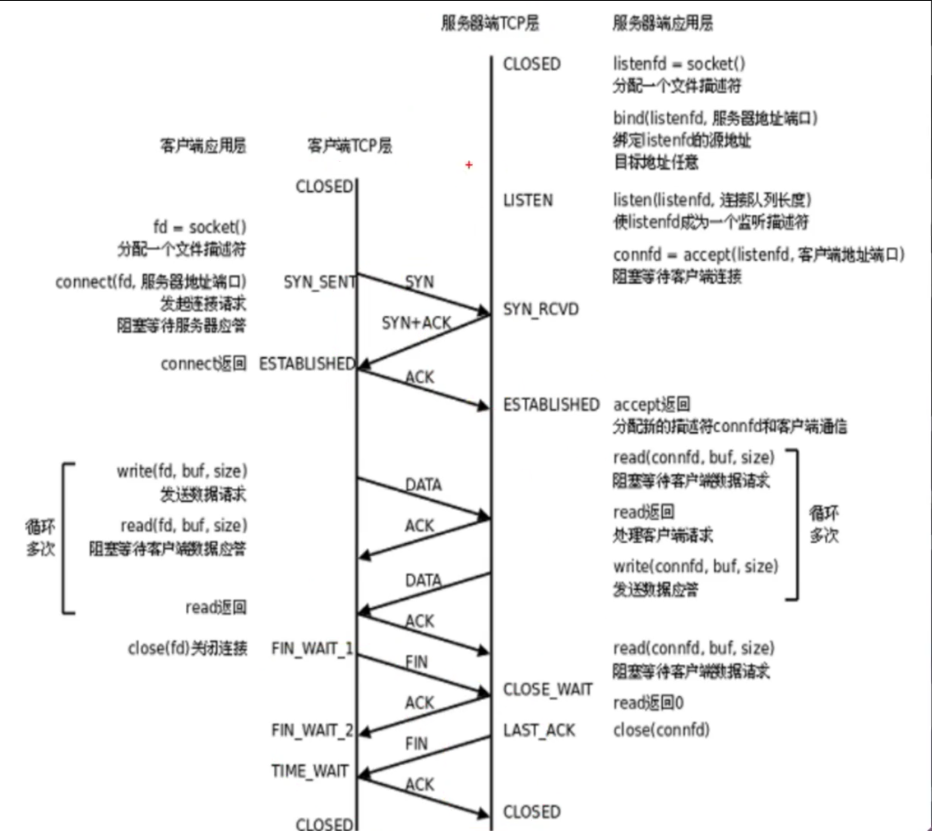 服务器端TCP层 服务器端应用层
CLOSED listenfd = socket()
分配一个文件描述符
bind(listenfd, 服务器地址端口)
绑定listenfd的源地址
目标地址任意
客户端应用层 客户端TCP层
CLOSED
LISTEN listen(listenfd, 连接队列长度)
使listenfd成为一个监听描述符
fd = socket()
分配一个文件描述符
connfd = accept(listenfd, 客户端地址端口)
阻塞等待客户端连接
connect(fd, 服务器地址端口) SYN_SENT SYN
发起连接请求
阻塞等待服务器应答
SYN_RCVD
SYN+ACK
connect返回 ESTABLISHED
ACK
ESTABLISHED accept返回
分配新的描述符connfd和客户端通信
循环
多次
write(fd, buf, size)
发送数据请求
read(fd, buf, size)
阻塞等待客户端数据应答
read返回
DATA
ACK
DATA
ACK
read(connfd, buf, size)
阻塞等待客户端数据请求
read返回
处理客户端请求
write(connfd, buf, size)
发送数据应答
循环
多次
close(fd)关闭连接 FIN_WAIT_1
FIN
read(connfd, buf, size)
阻塞等待客户端数据请求
CLOSE_WAIT
read返回0
ACK
FIN_WAIT_2
LAST_ACK close(connfd)
FIN
TIME_WAIT
ACK
CLOSED
CLOSED